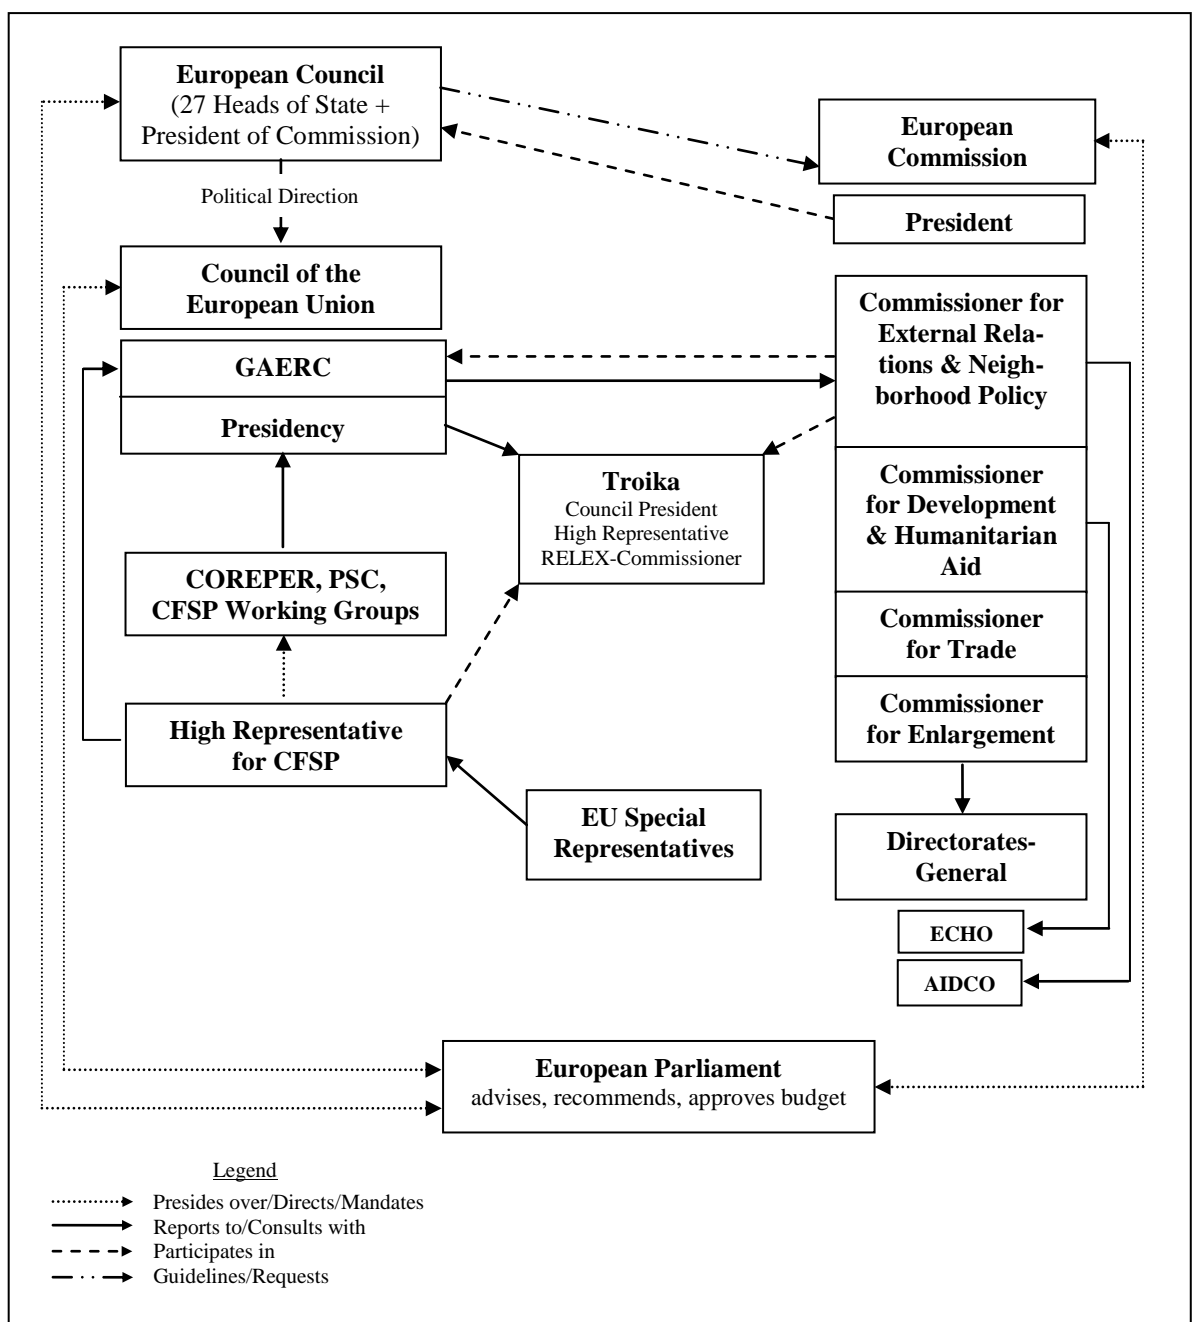 European Council
(27 Heads of State +
President of Commission)
Political Direction
Council of the
European Union
GAERC
Presidency
COREPER, PSC,
CFSP Working Groups
High Representative
for CFSP
EU Special
Representatives
Troika
Council President
High Representative
RELEX-Commissioner
European
Commission
President
Commissioner for
External Rela-
tions & Neigh-
borhood Policy
Commissioner
for Development
& Humanitarian
Aid
Commissioner
for Trade
Commissioner
for Enlargement
Directorates-
General
ECHO
AIDCO
European Parliament
advises, recommends, approves budget
Legend
Presides over/Directs/Mandates
Reports to/Consults with
Participates in
Guidelines/Requests